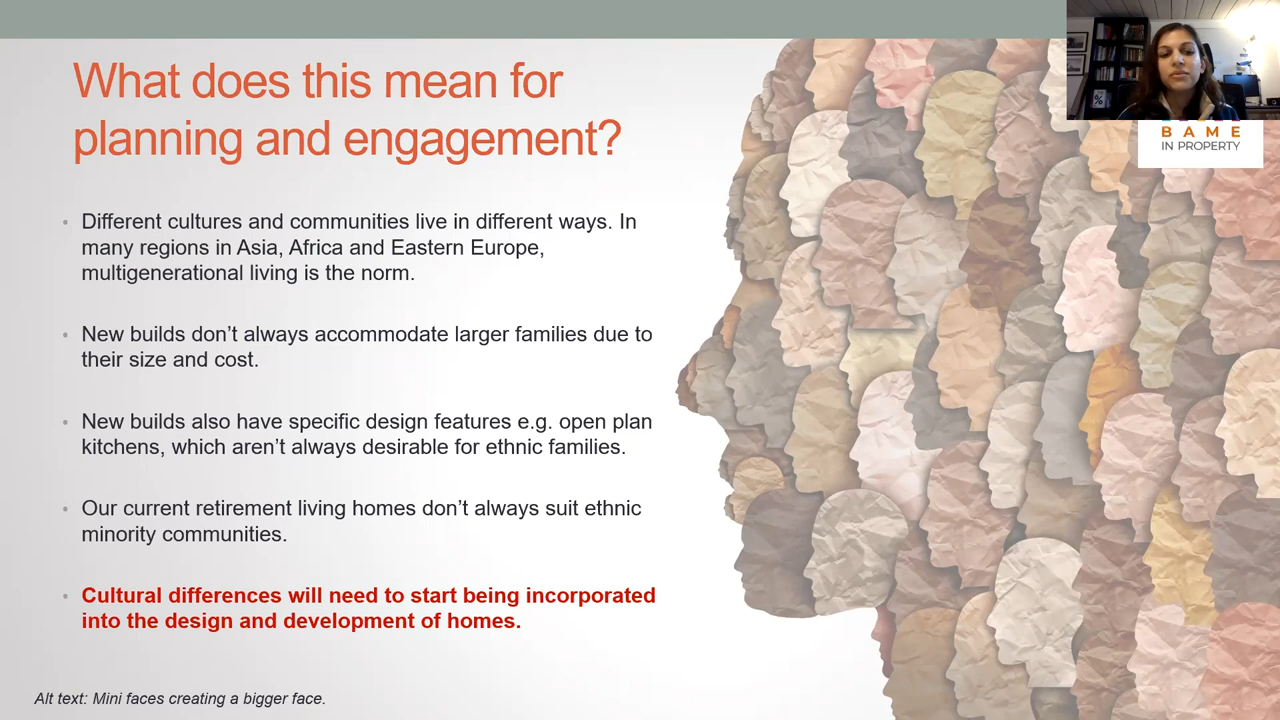 What does this mean for
planning and engagement?
BAME
IN PROPERTY
• Different cultures and communities live in different ways. In
many regions in Asia, Africa and Eastern Europe,
multigenerational living is the norm.
• New builds don’t always accommodate larger families due to
their size and cost.
• New builds also have specific design features e.g. open plan
kitchens, which aren’t always desirable for ethnic families.
• Our current retirement living homes don’t always suit ethnic
minority communities.
• Cultural differences will need to start being incorporated
into the design and development of homes.
Alt text: Mini faces creating a bigger face.